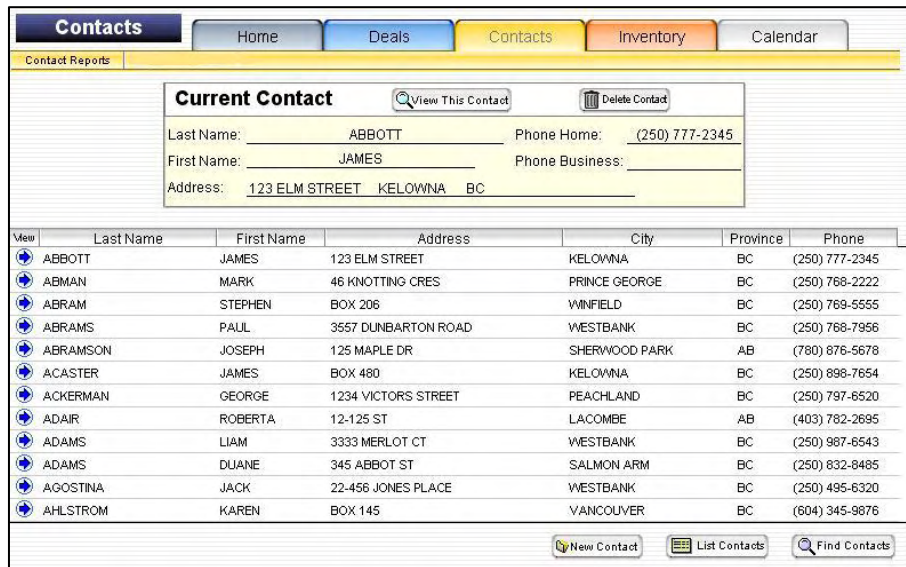 Contacts Home Deals Contacts Inventory Calendar
Contact Reports
Current Contact View This Contact Delete Contact
Last Name: ABBOTT Phone Home: (250) 777-2345
First Name: JAMES Phone Business:
Address: 123 ELM STREET KELOWNA BC
View Last Name First Name Address City Province Phone
ABBOTT JAMES 123 ELM STREET KELOWNA BC (250) 777-2345
ABMAN MARK 46 KNOTTING CRES PRINCE GEORGE BC (250) 768-2222
ABRAM STEPHEN BOX 206 WINFIELD BC (250) 769-5555
ABRAMS PAUL 3557 DUNBARTON ROAD WESTBANK BC (250) 768-7956
ABRAMSON JOSEPH 125 MAPLE DR SHERWOOD PARK AB (780) 876-5678
ACASTER JAMES BOX 480 KELOWNA BC (250) 898-7654
ACKERMAN GEORGE 1234 VICTORS STREET PEACHLAND BC (250) 797-6520
ADAIR ROBERTA 12-125 ST LACOMBE AB (403) 782-2695
ADAMS LIAM 3333 MERLOT CT WESTBANK BC (250) 987-6543
ADAMS DUANE 345 ABBOT ST SALMON ARM BC (250) 832-8485
AGOSTINA JACK 22-456 JONES PLACE WESTBANK BC (250) 495-6320
AHLSTROM KAREN BOX 145 VANCOUVER BC (604) 345-9876
New Contact List Contacts Find Contacts